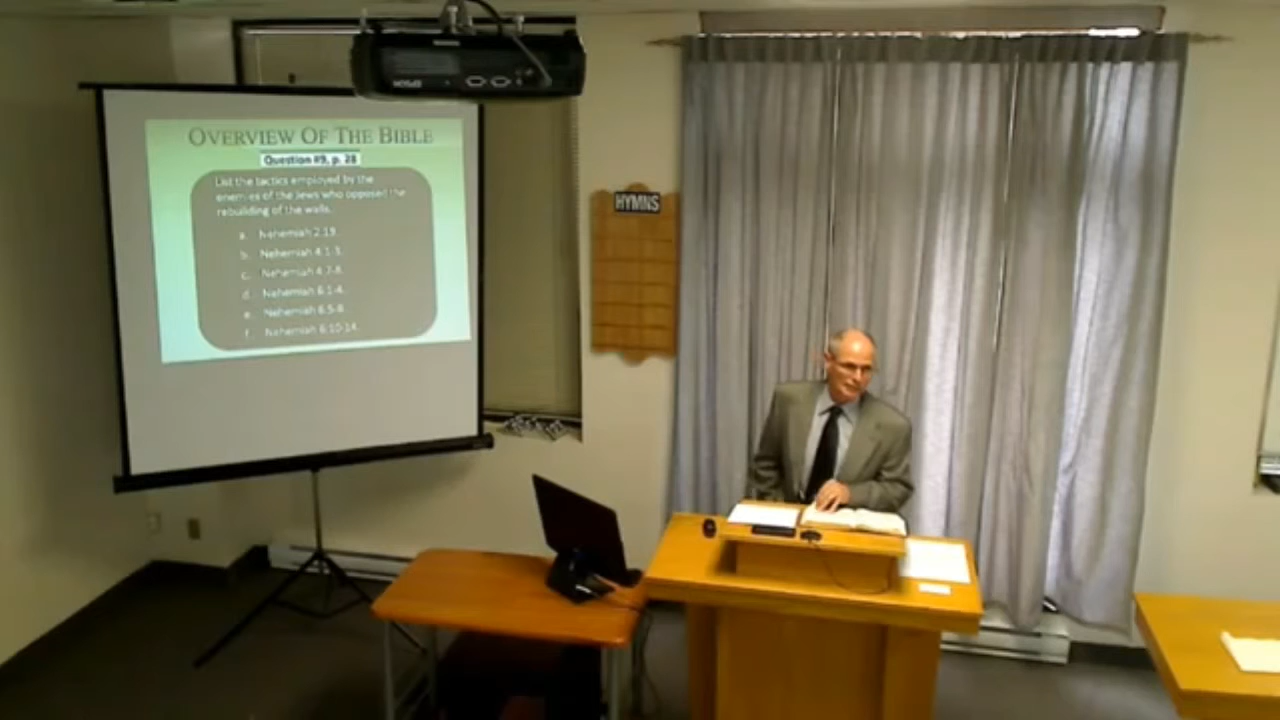 OVERVIEW OF THE BIBLE
Question #9, p. 28
List the tactics employed by the
enemies of the Jews who opposed the
rebuilding of the walls.
a. Nehemiah 2:19.
b. Nehemiah 4:1-3.
c. Nehemiah 4:7-8.
d. Nehemiah 6:1-4.
e. Nehemiah 6:5-9.
f. Nehemiah 6:10-14.
HYMNS